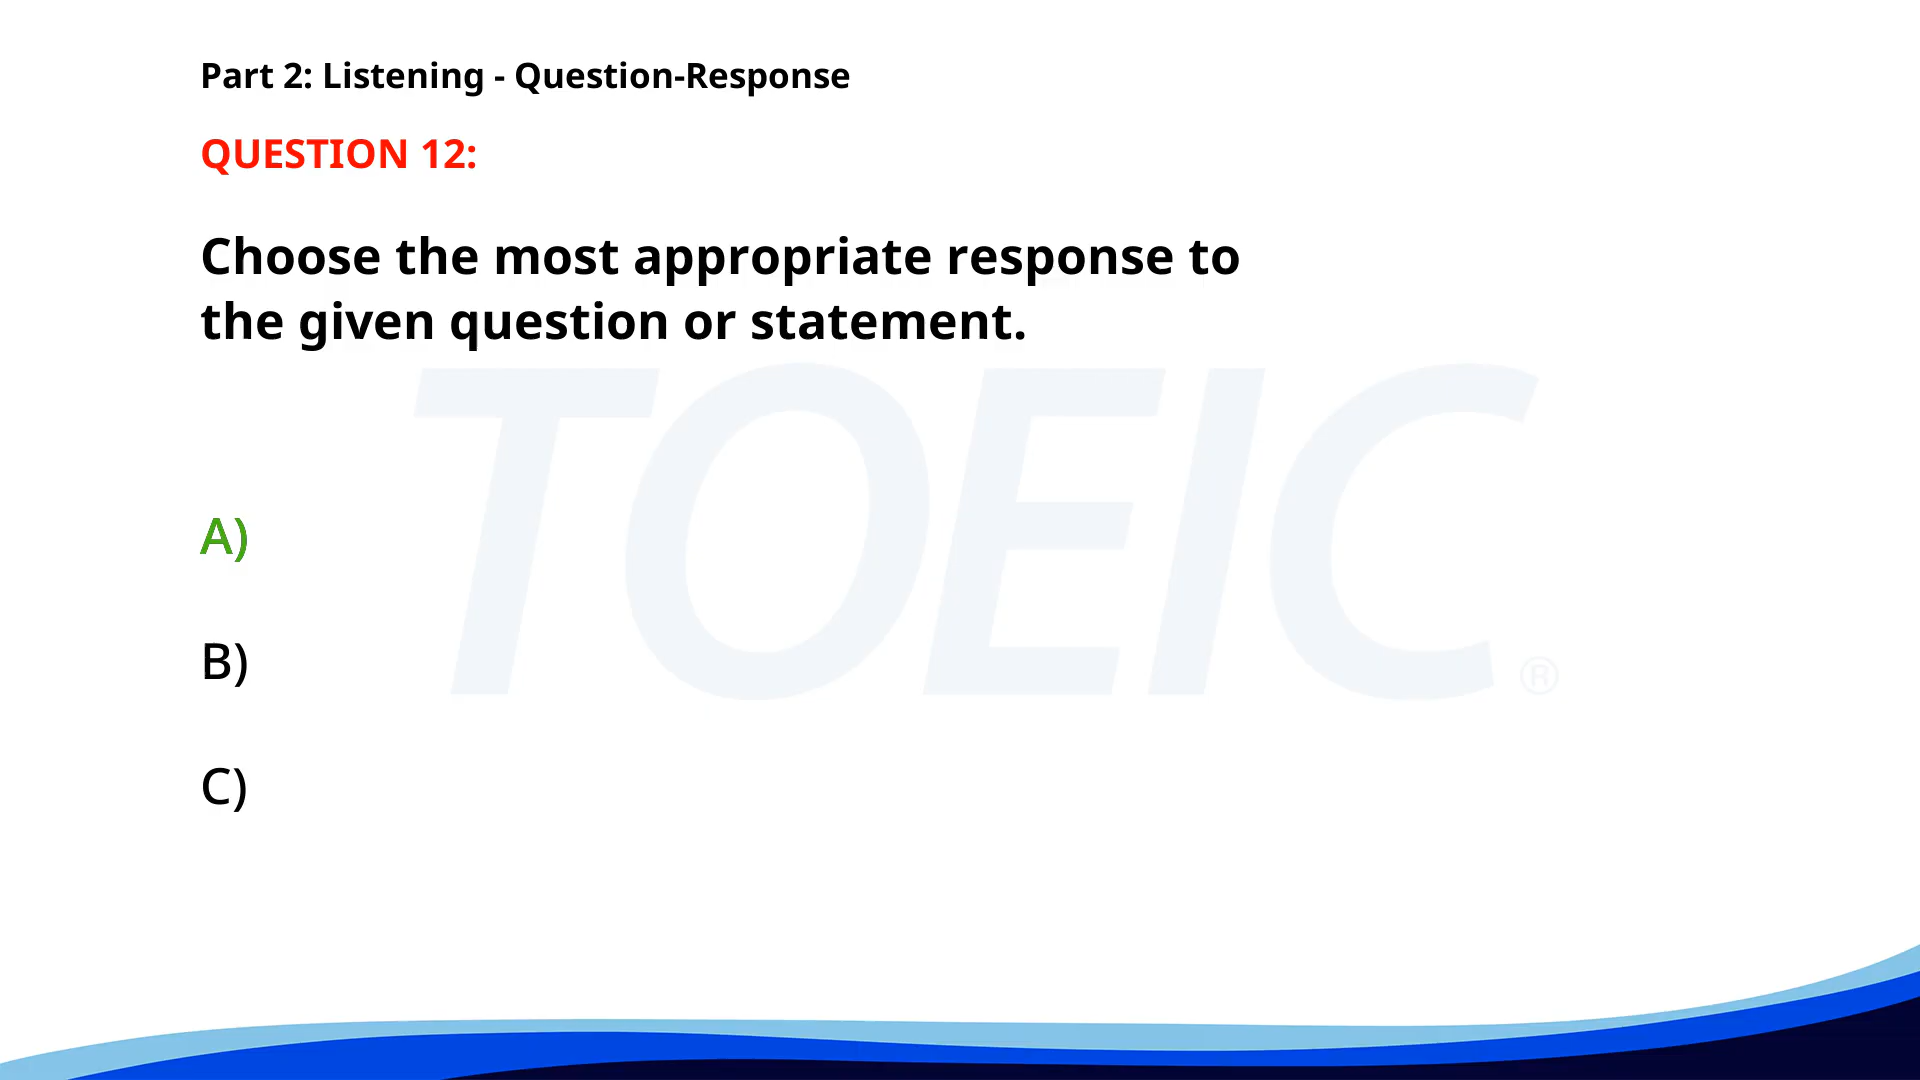 Part 2: Listening - Question-Response
QUESTION 12:
Choose the most appropriate response to
the given question or statement.
TOEIC®
A)
B)
C)